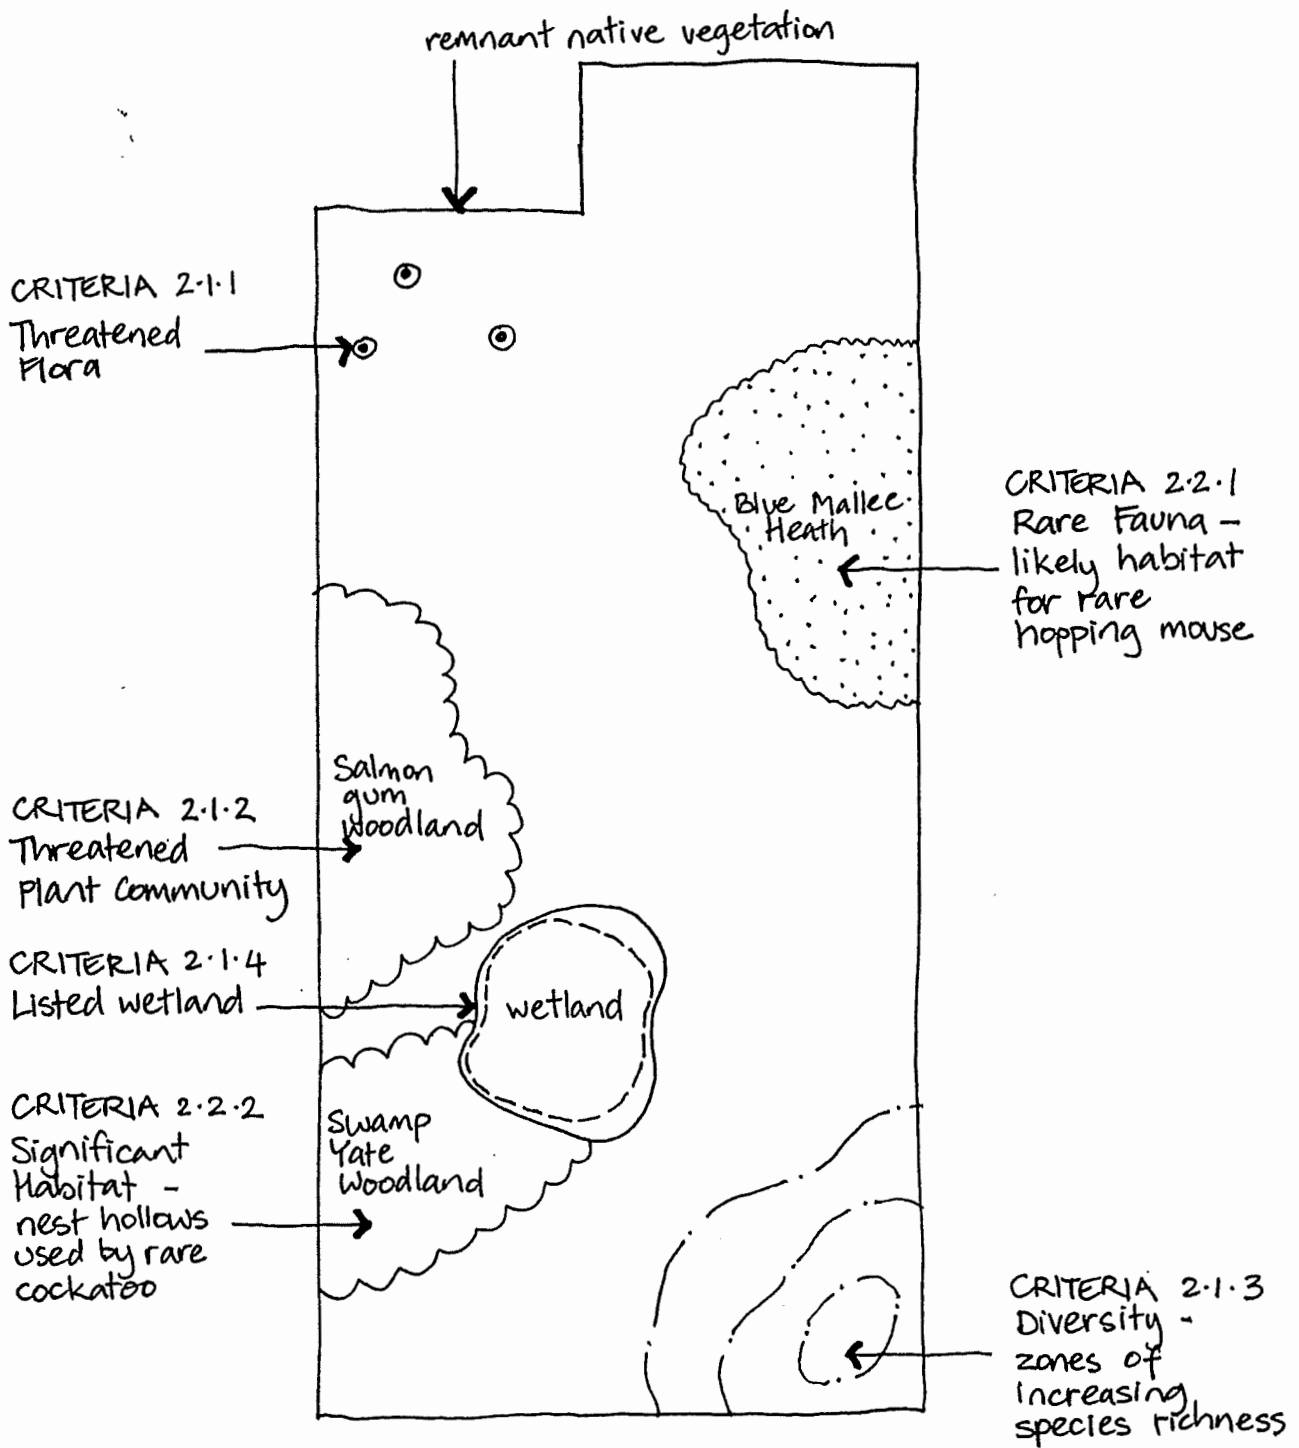 remnant native vegetation
CRITERIA 2.1.1
Threatened
Flora
Blue Mallee
Heath
CRITERIA 2.2.1
Rare Fauna –
likely habitat
for rare
hopping mouse
Salmon
gum
Woodland
CRITERIA 2.1.2
Threatened
Plant Community
CRITERIA 2.1.4
Listed wetland
wetland
CRITERIA 2.2.2
Significant
Habitat –
nest hollows
used by rare
cockatoo
Swamp
Yate
Woodland
CRITERIA 2.1.3
Diversity -
zones of
increasing
species richness